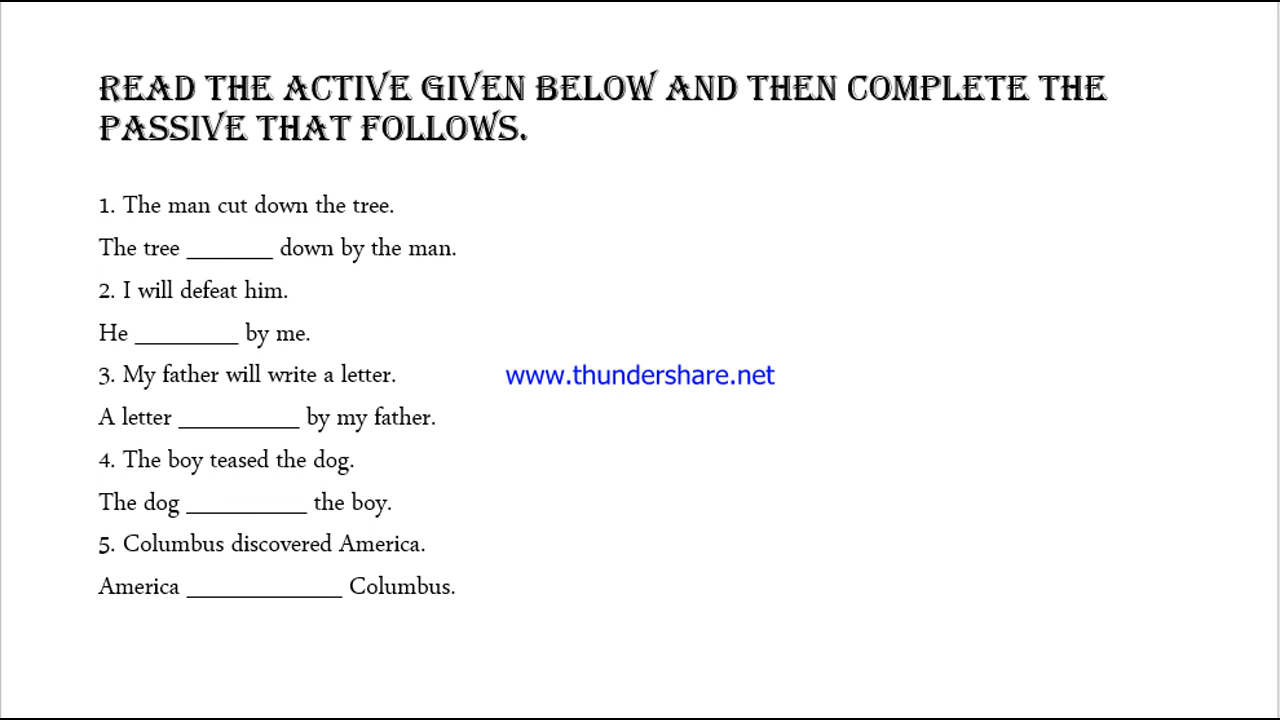 READ THE ACTIVE GIVEN BELOW AND THEN COMPLETE THE
PASSIVE THAT FOLLOWS.
1. The man cut down the tree.
The tree _______ down by the man.
2. I will defeat him.
He _________ by me.
3. My father will write a letter.
www.thundershare.net
A letter __________ by my father.
4. The boy teased the dog.
The dog __________ the boy.
5. Columbus discovered America.
America _____________ Columbus.